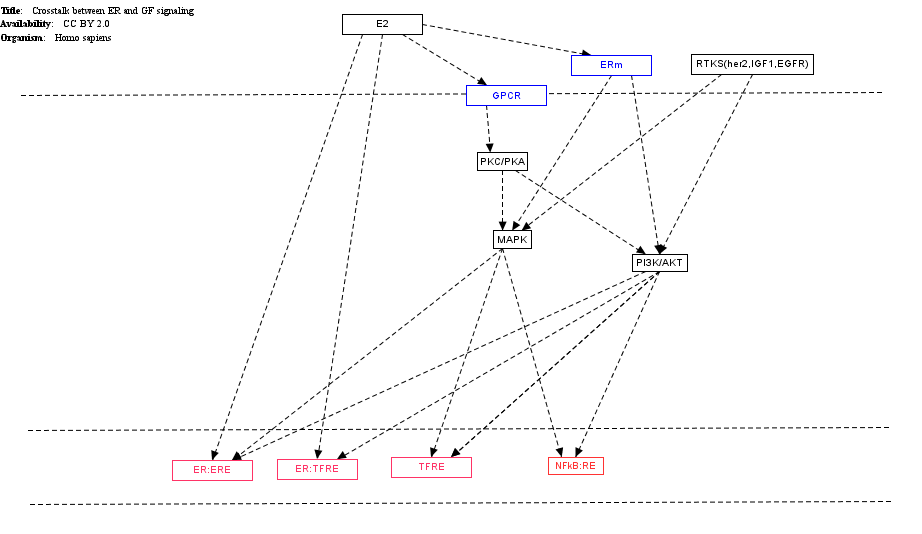 Title: Crosstalk between ER and GF signaling
Availability: CC BY 2.0
Organism: Homo sapiens
E2
ERm
RTKS(her2,IGF1,EGFR)
GPCR
PKC/PKA
MAPK
PI3K/AKT
ER:ERE
ER:TFRE
TFRE
NFkB:RE